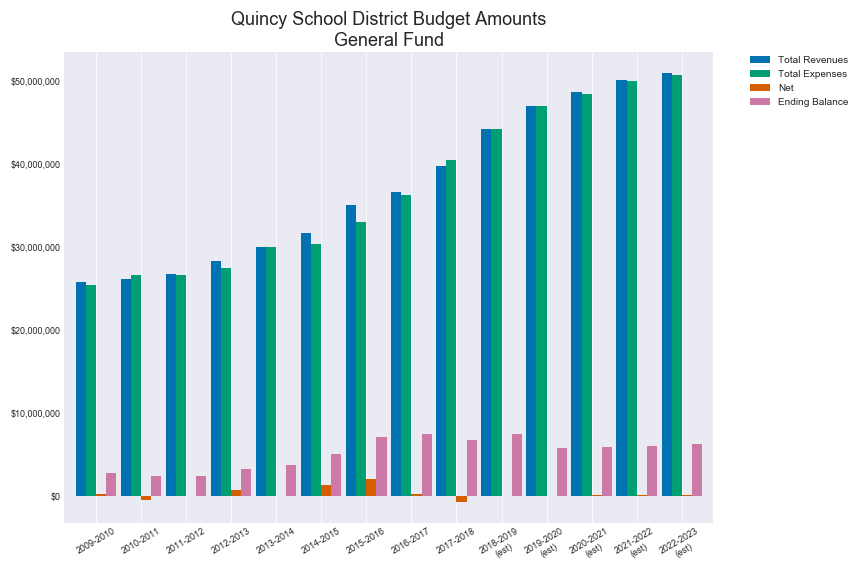 Quincy School District Budget Amounts
General Fund
Total Revenues
Total Expenses
Net
Ending Balance
$50,000,000
$40,000,000
$30,000,000
$20,000,000
$10,000,000
$0
2009-2010
2010-2011
2011-2012
2012-2013
2013-2014
2014-2015
2015-2016
2016-2017
2017-2018
2018-2019
(est)
2019-2020
(est)
2020-2021
(est)
2021-2022
(est)
2022-2023
(est)